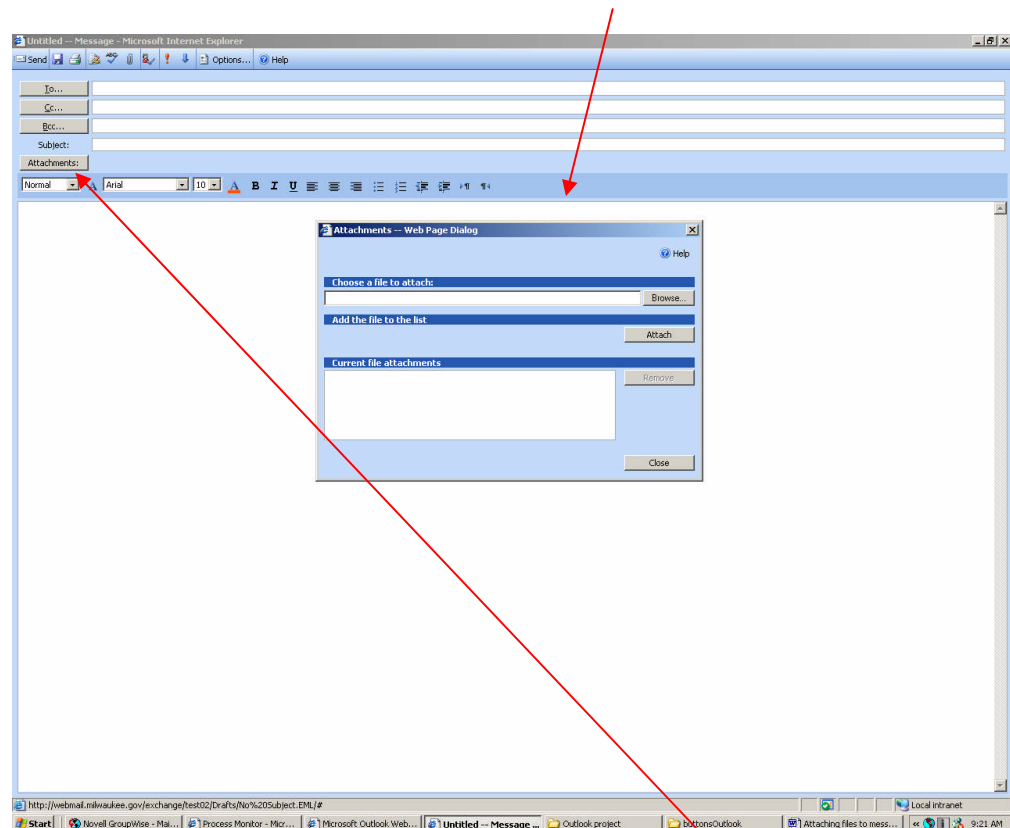 Untitled -- Message - Microsoft Internet Explorer
Send Options... Help
To...
Cc...
Bcc...
Subject:
Attachments:
Normal A Arial 10 A B I U
Attachments -- Web Page Dialog
Help
Choose a file to attach:
Browse...
Add the file to the list
Attach
Current file attachments
Remove
Close
http://webmail.milwaukee.gov/exchange/test02/Drafts/No%20Subject.EML/# Local intranet
Start Novell GroupWise - Mai... Process Monitor - Micr... Microsoft Outlook Web... Untitled -- Message ... Outlook project buttonsOutlook Attaching files to mess... « 9:21 AM